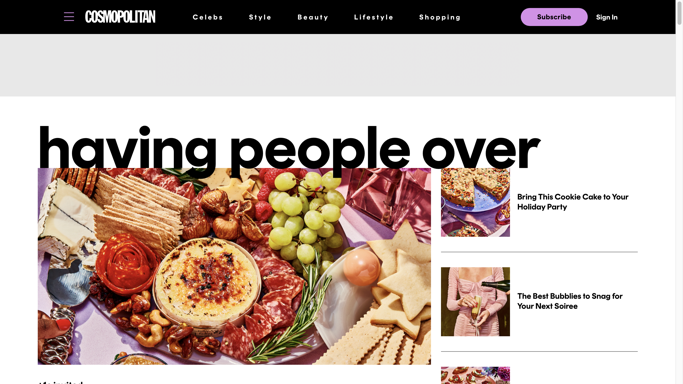 COSMOPOLITAN
Celebs
Style
Beauty
Lifestyle
Shopping
Subscribe
Sign In
having people over
Bring This Cookie Cake to Your
Holiday Party
The Best Bubblies to Snag for
Your Next Soiree